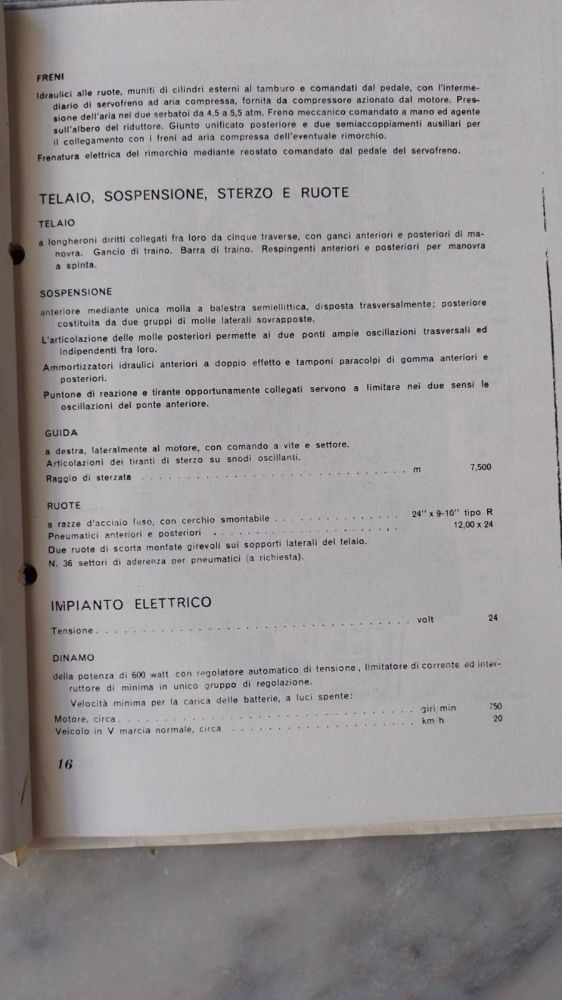 FRENI
Idraulici alle ruote, muniti di cilindri esterni al tamburo e comandati dal pedale, con l'interme-
diario di servofreno ad aria compressa, fornita da compressore azionato dal motore. Pres-
sione dell'aria nei due serbatoi da 4,5 a 5,5 atm. Freno meccanico comandato a mano ed agente
sull'albero del riduttore. Giunto unificato posteriore e due semiaccoppiamenti ausiliari per
il collegamento con i freni ad aria compressa dell'eventuale rimorchio.
Frenatura elettrica del rimorchio mediante reostato comandato dal pedale del servofreno.
TELAIO, SOSPENSIONE, STERZO E RUOTE
TELAIO
a longheroni diritti collegati fra loro da cinque traverse, con ganci anteriori e posteriori di ma-
novra. Gancio di traino. Barra di traino. Respingenti anteriori e posteriori per manovra
a spinta.
SOSPENSIONE
anteriore mediante unica molla a balestra semiellittica, disposta trasversalmente; posteriore
costituita da due gruppi di molle laterali sovrapposte.
L'articolazione delle molle posteriori permette ai due ponti ampie oscillazioni trasversali ed
indipendenti fra loro.
Ammortizzatori idraulici anteriori a doppio effetto e tamponi paracolpi di gomma anteriori e
posteriori.
Puntone di reazione e tirante opportunamente collegati servono a limitare nei due sensi le
oscillazioni del ponte anteriore.
GUIDA
a destra, lateralmente al motore, con comando a vite e settore.
Articolazioni dei tiranti di sterzo su snodi oscillanti.
Raggio di sterzata . . . . . . . . . . . . . . . . . . . . . . . . . . m 7,500
RUOTE
a razze d'acciaio fuso, con cerchio smontabile . . . . . . . . . . . . 24" x 9-10" tipo R
Pneumatici anteriori e posteriori . . . . . . . . . . . . . . . . . . 12,00 x 24
Due ruote di scorta montate girevoli sui sopporti laterali del telaio.
N. 36 settori di aderenza per pneumatici (a richiesta).
IMPIANTO ELETTRICO
Tensione . . . . . . . . . . . . . . . . . . . . . . . . . . . . . . volt 24
DINAMO
della potenza di 600 watt con regolatore automatico di tensione, limitatore di corrente ed inter-
ruttore di minima in unico gruppo di regolazione.
Velocità minima per la carica delle batterie, a luci spente:
Motore, circa . . . . . . . . . . . . . . . . . . . . . . . . . . . . giri min 750
Veicolo in V marcia normale, circa . . . . . . . . . . . . . . . . . . km h 20
16